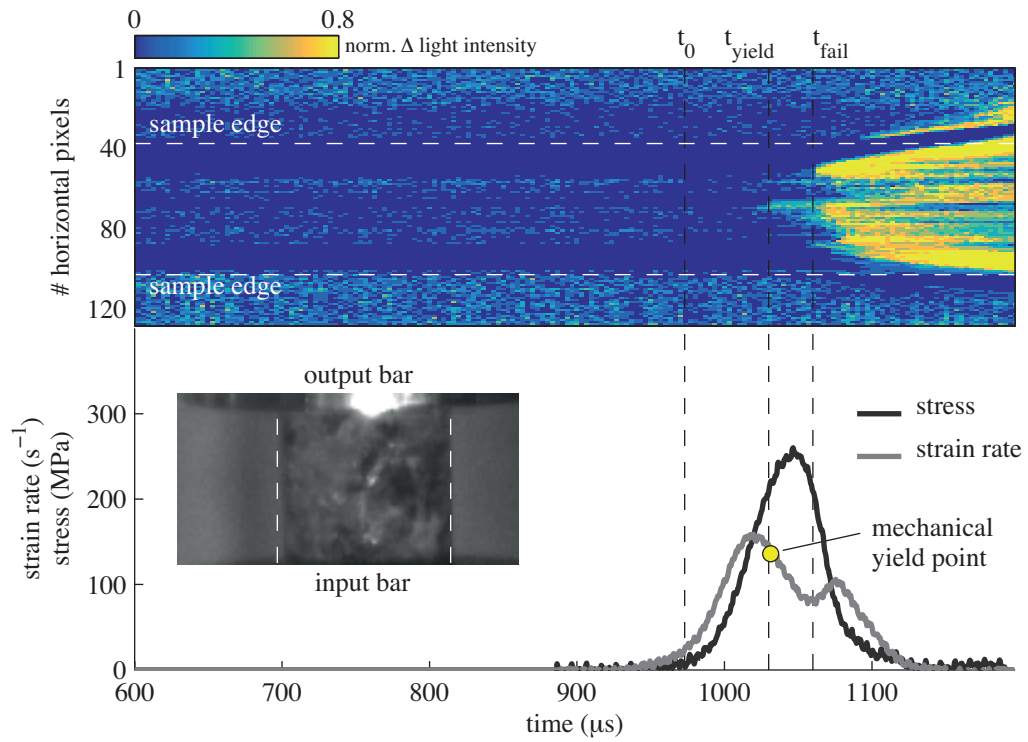 0 0.8
norm. Δ light intensity
t0 tyield tfail
1
40
80
120
# horizontal pixels
sample edge
sample edge
output bar
input bar
stress
strain rate
mechanical
yield point
strain rate (s⁻¹)
stress (MPa)
300
200
100
0
600 700 800 900 1000 1100
time (μs)